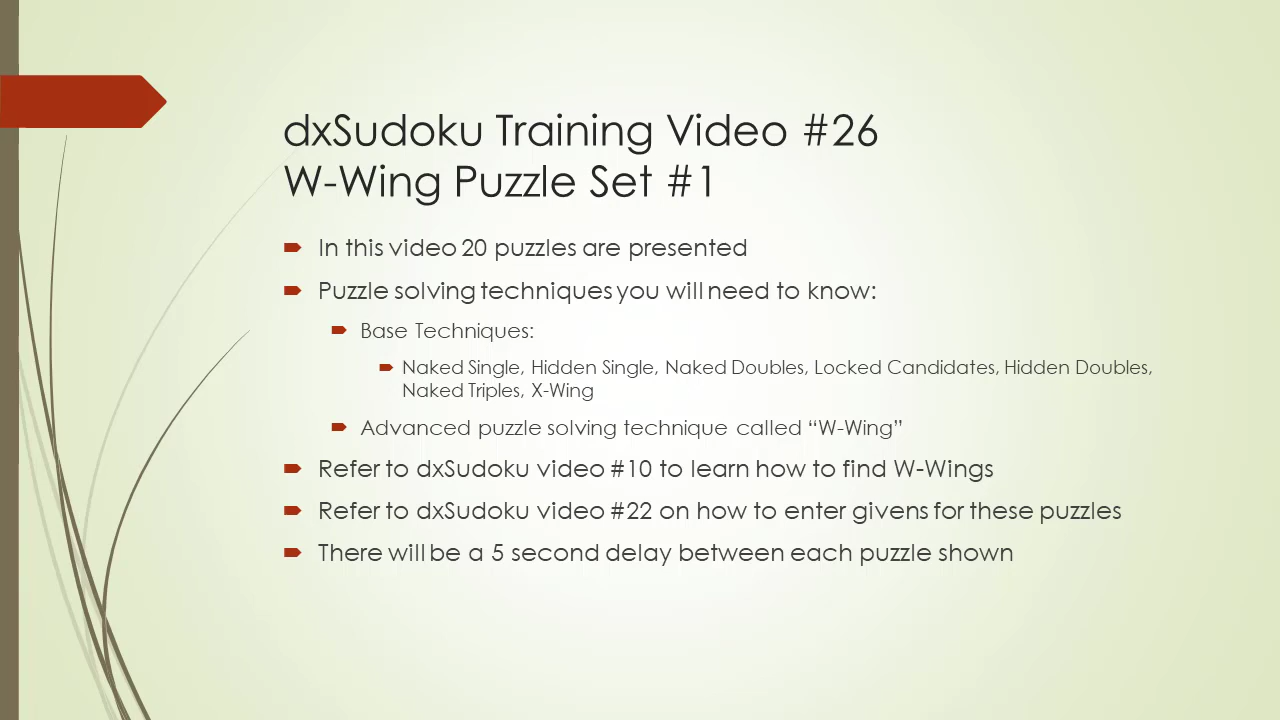 dxSudoku Training Video #26
W-Wing Puzzle Set #1
In this video 20 puzzles are presented
Puzzle solving techniques you will need to know:
Base Techniques:
Naked Single, Hidden Single, Naked Doubles, Locked Candidates, Hidden Doubles,
Naked Triples, X-Wing
Advanced puzzle solving technique called “W-Wing”
Refer to dxSudoku video #10 to learn how to find W-Wings
Refer to dxSudoku video #22 on how to enter givens for these puzzles
There will be a 5 second delay between each puzzle shown